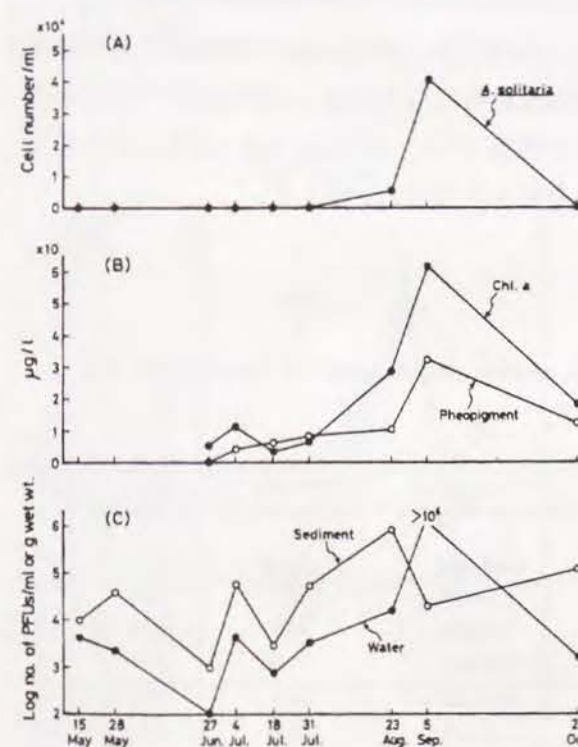 x10⁴
(A)
Cell number/ml
5
4
3
2
1
0
A. solitaria
x10
(B)
µg/l
6
5
4
3
2
1
0
Chl. a
Pheopigment
(C)
Log no. of PFUs/ml or g wet wt.
6
5
4
3
2
>10⁶
Sediment
Water
15 28 27 4 18 31 23 5
May May Jun. Jul. Jul. Jul. Aug. Sep.